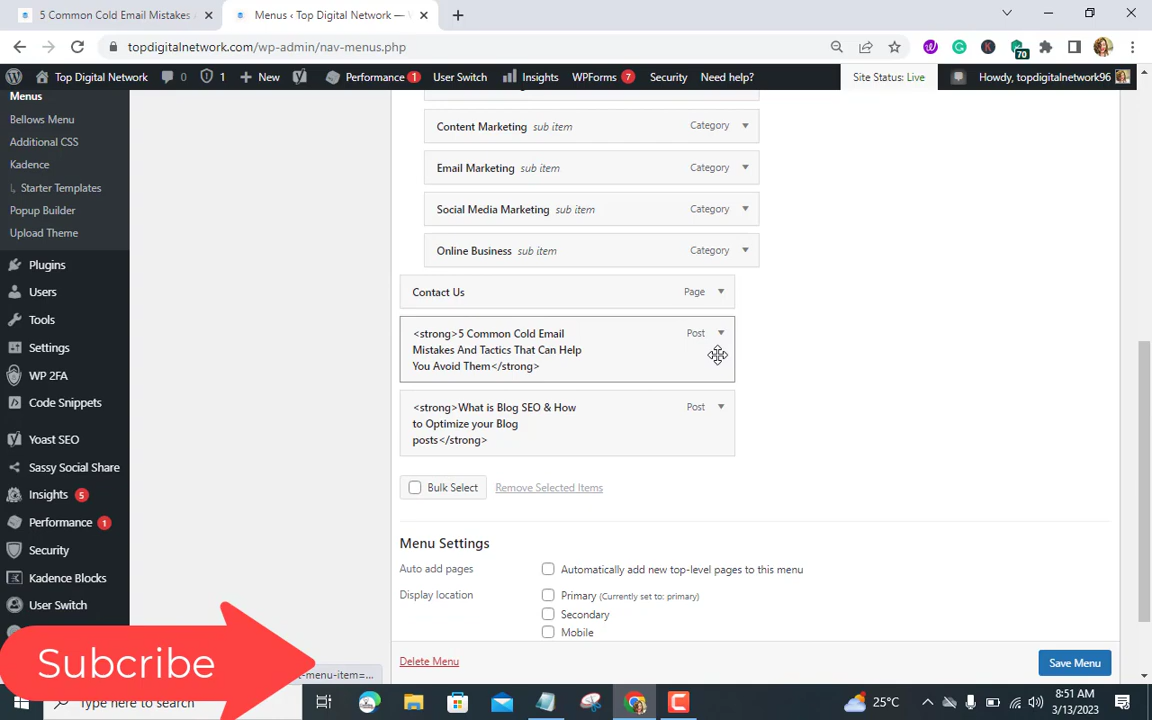 5 Common Cold Email Mistakes
Menus ‹ Top Digital Network —
topdigitalnetwork.com/wp-admin/nav-menus.php
70
Top Digital Network 0 1 New Performance 1 User Switch Insights WPForms 7 Security Need help? Site Status: Live Howdy, topdigitalnetwork96
Menus
Bellows Menu
Additional CSS
Kadence
Starter Templates
Popup Builder
Upload Theme
Plugins
Users
Tools
Settings
WP 2FA
Code Snippets
Yoast SEO
Sassy Social Share
Insights 5
Performance 1
Security
Kadence Blocks
User Switch
Content Marketing sub item Category
Email Marketing sub item Category
Social Media Marketing sub item Category
Online Business sub item Category
Contact Us Page
<strong>5 Common Cold Email Post
Mistakes And Tactics That Can Help
You Avoid Them</strong>
<strong>What is Blog SEO & How Post
to Optimize your Blog
posts</strong>
Bulk Select Remove Selected Items
Menu Settings
Auto add pages Automatically add new top-level pages to this menu
Display location Primary (Currently set to: primary)
Secondary
Mobile
Delete Menu Save Menu
Subcribe
t-menu-item=...
Type here to search
25°C
8:51 AM
3/13/2023